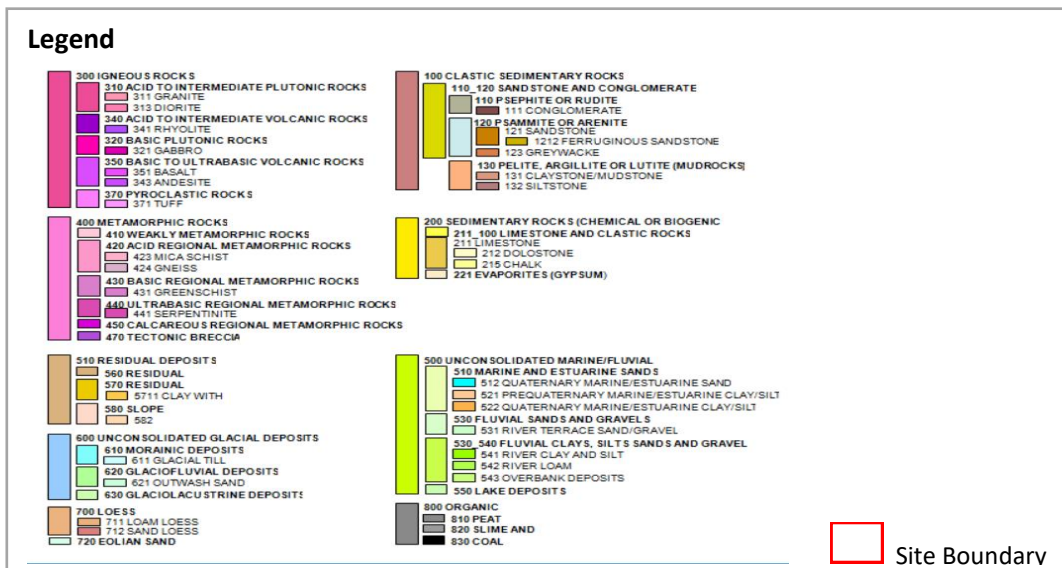 Legend
300 IGNEOUS ROCKS
310 ACID TO INTERMEDIATE PLUTONIC ROCKS
311 GRANITE
313 DIORITE
340 ACID TO INTERMEDIATE VOLCANIC ROCKS
341 RHYOLITE
320 BASIC PLUTONIC ROCKS
321 GABBRO
350 BASIC TO ULTRABASIC VOLCANIC ROCKS
351 BASALT
343 ANDESITE
370 PYROCLASTIC ROCKS
371 TUFF
400 METAMORPHIC ROCKS
410 WEAKLY METAMORPHIC ROCKS
420 ACID REGIONAL METAMORPHIC ROCKS
423 MICA SCHIST
424 GNEISS
430 BASIC REGIONAL METAMORPHIC ROCKS
431 GREENSCHIST
440 ULTRABASIC REGIONAL METAMORPHIC ROCKS
441 SERPENTINITE
450 CALCAREOUS REGIONAL METAMORPHIC ROCKS
470 TECTONIC BRECCIA
510 RESIDUAL DEPOSITS
560 RESIDUAL
570 RESIDUAL
5711 CLAY WITH
580 SLOPE
582
600 UNCONSOLIDATED GLACIAL DEPOSITS
610 MORAINIC DEPOSITS
611 GLACIAL TILL
620 GLACIOFLUVIAL DEPOSITS
621 OUTWASH SAND
630 GLACIOLACUSTRINE DEPOSITS
700 LOESS
711 LOAM LOESS
712 SAND LOESS
720 EOLIAN SAND
100 CLASTIC SEDIMENTARY ROCKS
110_120 SANDSTONE AND CONGLOMERATE
110 PSEPHITE OR RUDITE
111 CONGLOMERATE
120 PSAMMITE OR ARENITE
121 SANDSTONE
1212 FERRUGINOUS SANDSTONE
123 GREYWACKE
130 PELITE, ARGILLITE OR LUTITE (MUDROCKS)
131 CLAYSTONE/MUDSTONE
132 SILTSTONE
200 SEDIMENTARY ROCKS (CHEMICAL OR BIOGENIC
211_100 LIMESTONE AND CLASTIC ROCKS
211 LIMESTONE
212 DOLOSTONE
215 CHALK
221 EVAPORITES (GYPSUM)
500 UNCONSOLIDATED MARINE/FLUVIAL
510 MARINE AND ESTUARINE SANDS
512 QUATERNARY MARINE/ESTUARINE SAND
521 PREQUATERNARY MARINE/ESTUARINE CLAY/SILT
522 QUATERNARY MARINE/ESTUARINE CLAY/SILT
530 FLUVIAL SANDS AND GRAVELS
531 RIVER TERRACE SAND/GRAVEL
530_540 FLUVIAL CLAYS, SILTS SANDS AND GRAVEL
541 RIVER CLAY AND SILT
542 RIVER LOAM
543 OVERBANK DEPOSITS
550 LAKE DEPOSITS
800 ORGANIC
810 PEAT
820 SLIME AND
830 COAL
Site Boundary